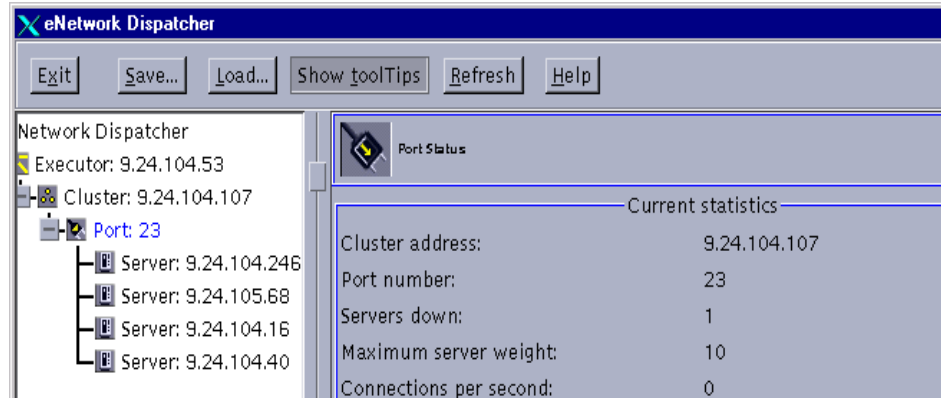 eNetwork Dispatcher
Exit Save... Load... Show toolTips Refresh Help
Network Dispatcher
Executor: 9.24.104.53
Cluster: 9.24.104.107
Port: 23
Server: 9.24.104.246
Server: 9.24.105.68
Server: 9.24.104.16
Server: 9.24.104.40
Port Status
Current statistics
Cluster address: 9.24.104.107
Port number: 23
Servers down: 1
Maximum server weight: 10
Connections per second: 0